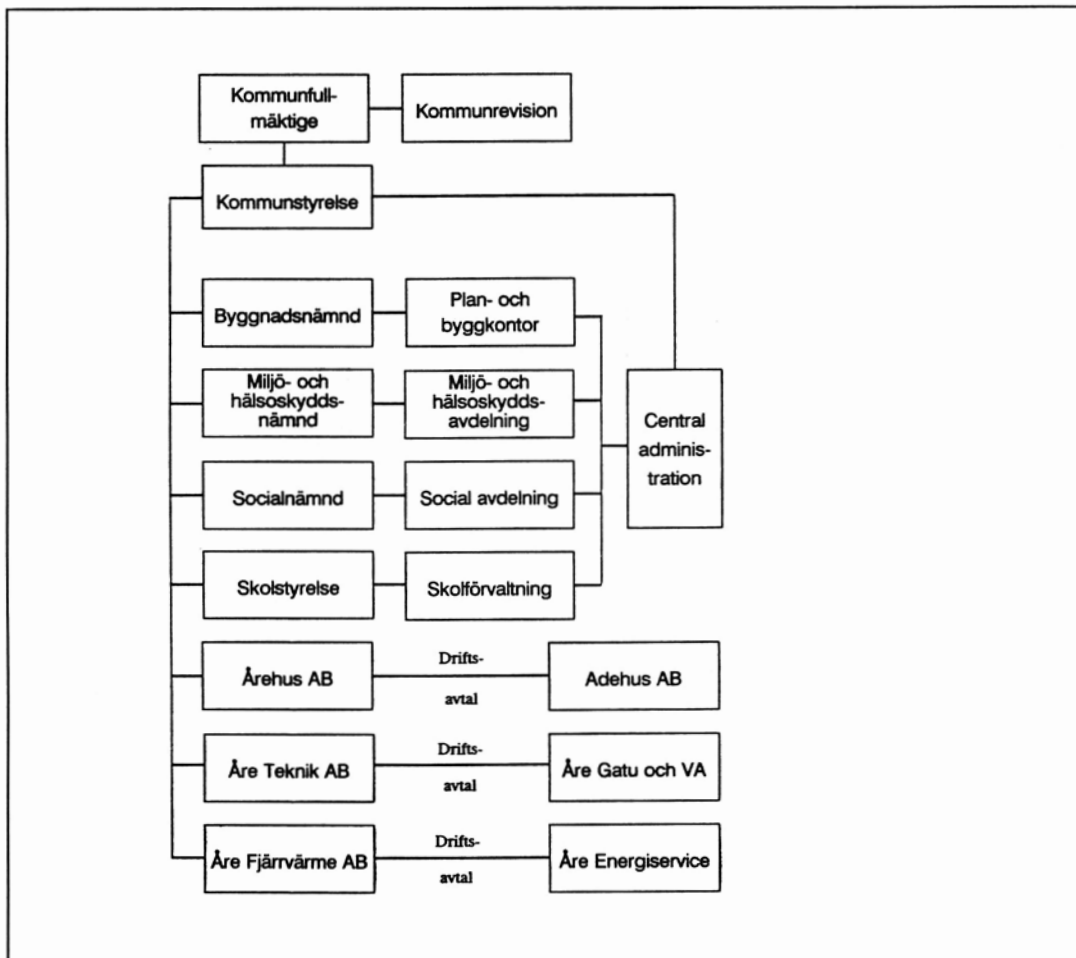 Kommunfull-
mäktige
Kommunrevision
Kommunstyrelse
Byggnadsnämnd
Plan- och
byggkontor
Miljö- och
hälsoskydds-
nämnd
Miljö- och
hälsoskydds-
avdelning
Central
adminis-
tration
Socialnämnd
Social avdelning
Skolstyrelse
Skolförvaltning
Årehus AB
Drifts-
avtal
Adehus AB
Åre Teknik AB
Drifts-
avtal
Åre Gatu och VA
Åre Fjärrvärme AB
Drifts-
avtal
Åre Energiservice